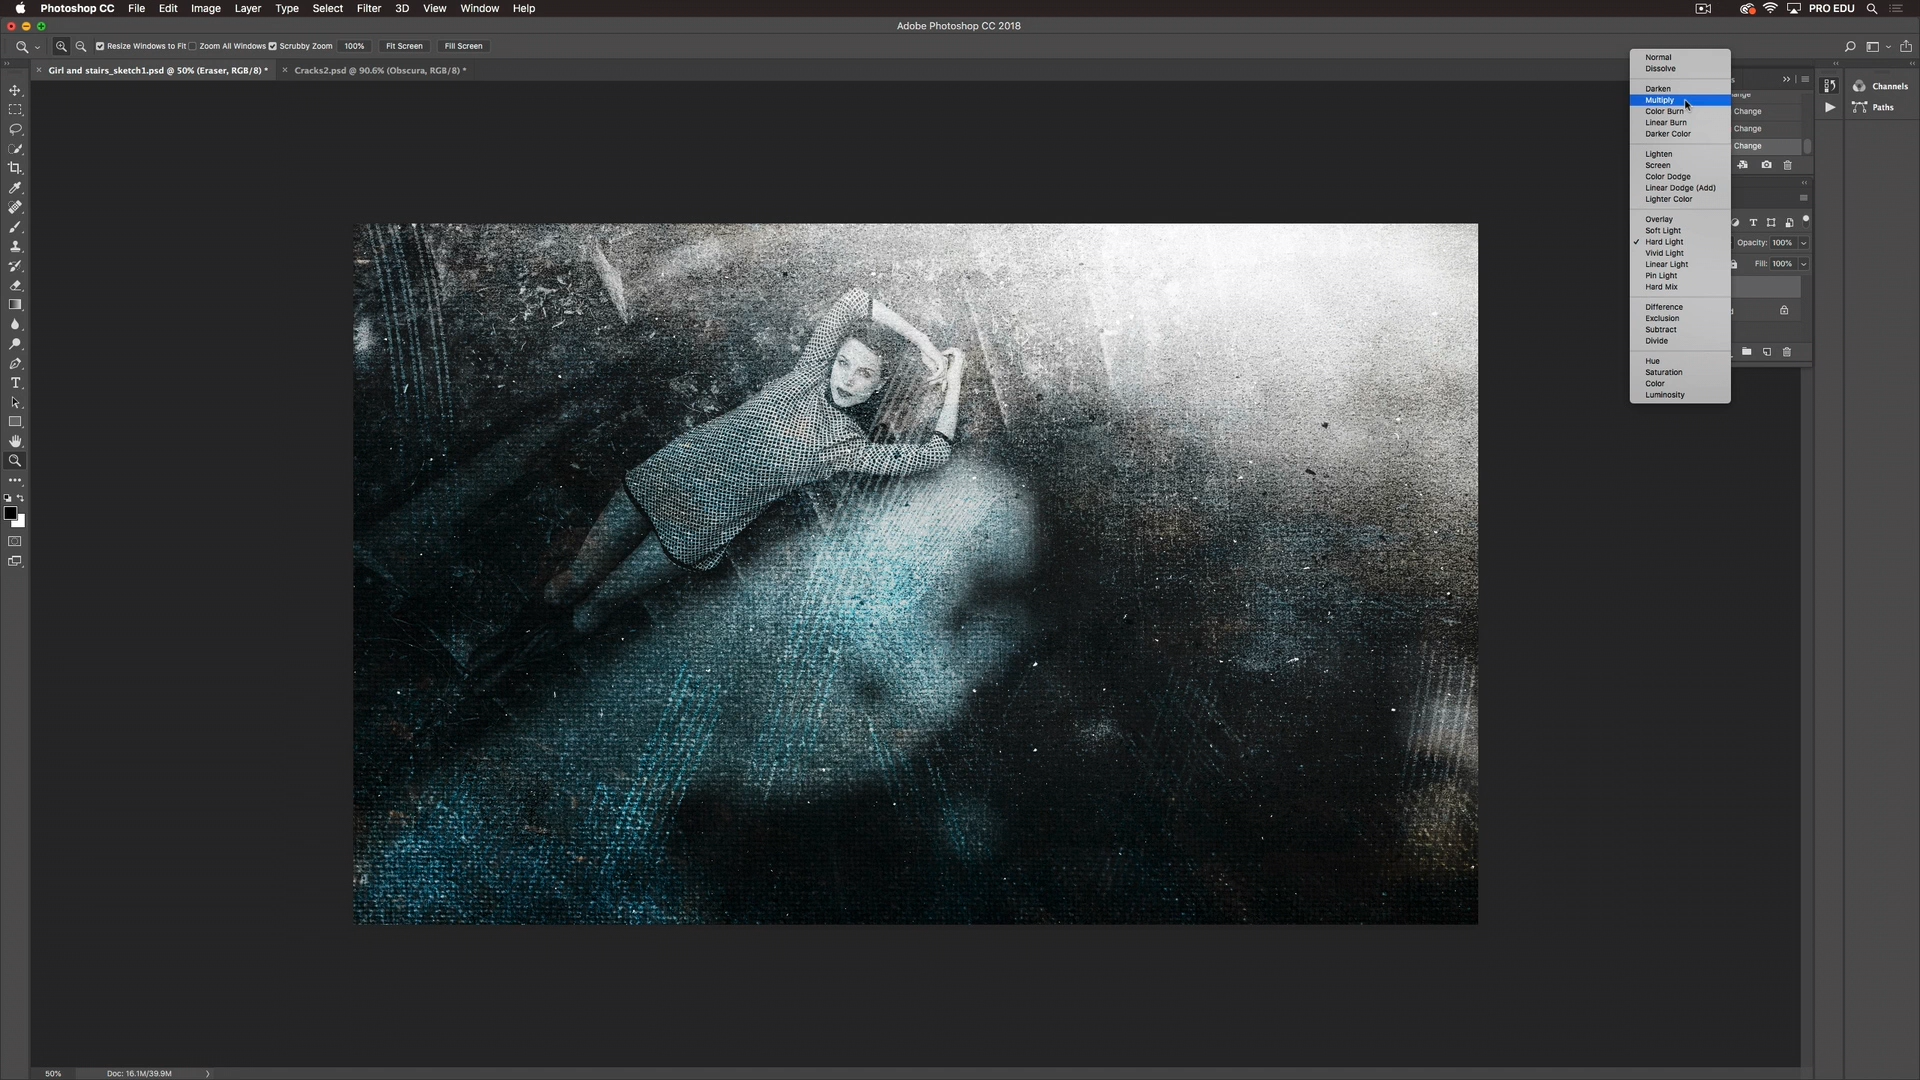 Photoshop CC File Edit Image Layer Type Select Filter 3D View Window Help PRO EDU
Adobe Photoshop CC 2018
Resize Windows to Fit Zoom All Windows Scrubby Zoom 100% Fit Screen Fill Screen
Girl and stairs_sketch1.psd @ 50% (Eraser, RGB/8) * Cracks2.psd @ 90.6% (Obscura, RGB/8) *
Normal
Dissolve
Darken
Multiply
Color Burn
Linear Burn
Darker Color
Lighten
Screen
Color Dodge
Linear Dodge (Add)
Lighter Color
Overlay
Soft Light
Hard Light
Vivid Light
Linear Light
Pin Light
Hard Mix
Difference
Exclusion
Subtract
Divide
Hue
Saturation
Color
Luminosity
Change
Change
Change
Opacity: 100%
Fill: 100%
Channels
Paths
50% Doc: 16.1M/39.9M